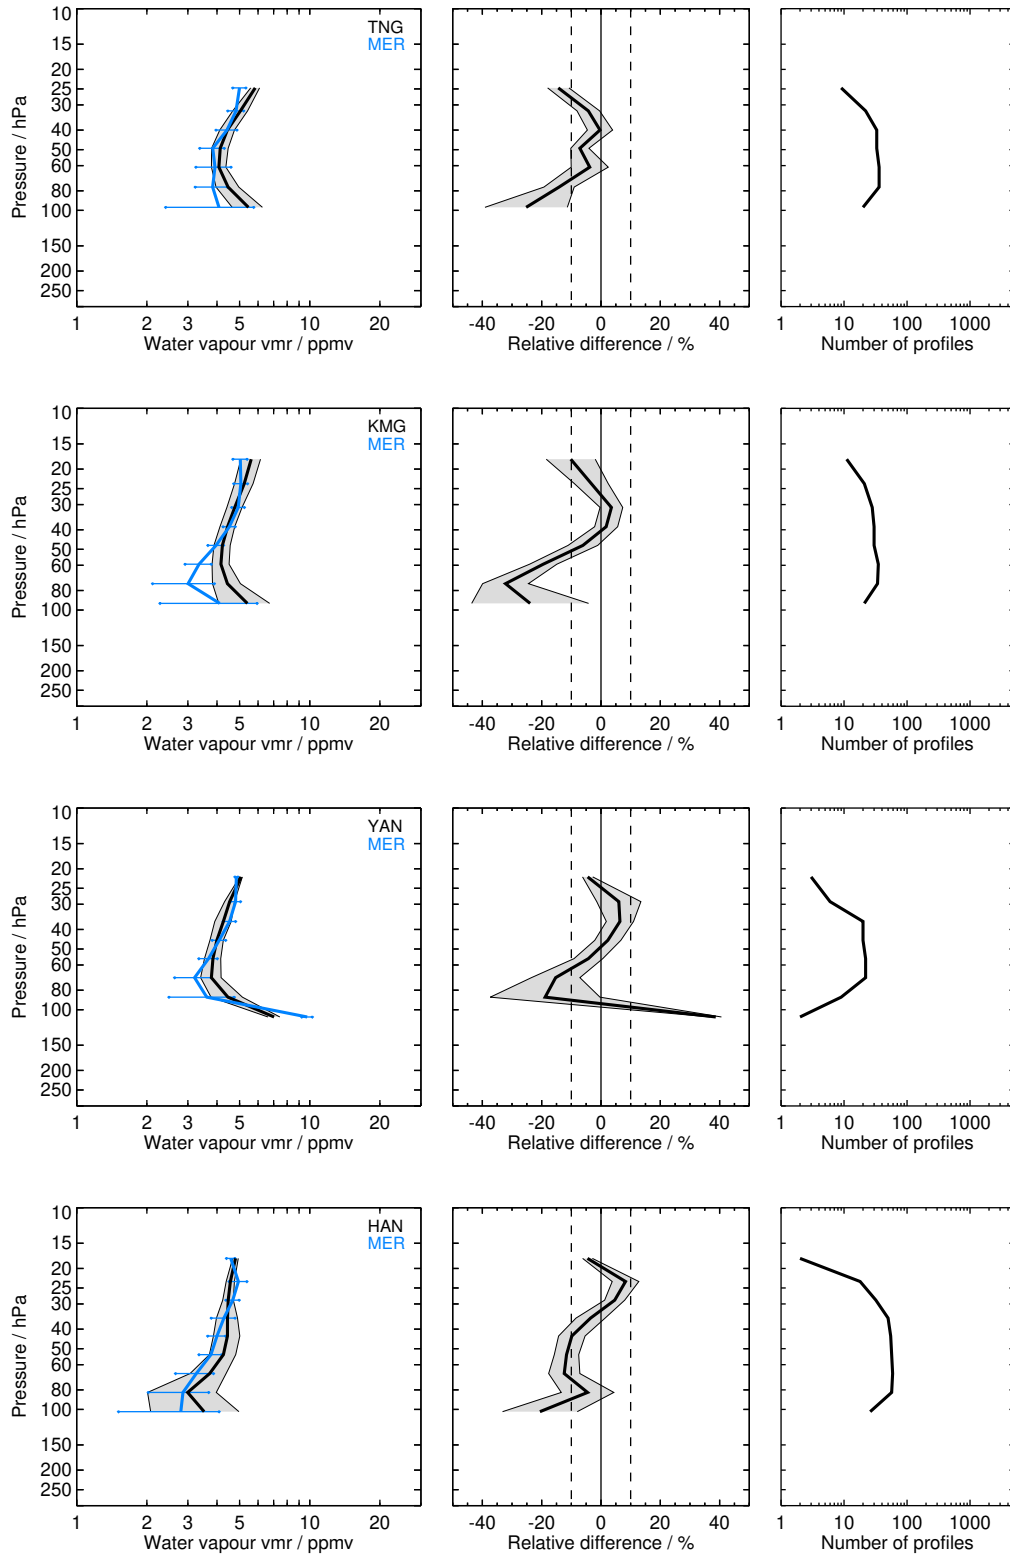 TNG
MER
Pressure / hPa
10
15
20
25
30
40
50
60
80
100
150
200
250
1 2 3 5 10 20
Water vapour vmr / ppmv
-40 -20 0 20 40
Relative difference / %
1 10 100 1000
Number of profiles
KMG
MER
Pressure / hPa
10
15
20
25
30
40
50
60
80
100
150
200
250
1 2 3 5 10 20
Water vapour vmr / ppmv
-40 -20 0 20 40
Relative difference / %
1 10 100 1000
Number of profiles
YAN
MER
Pressure / hPa
10
15
20
25
30
40
50
60
80
100
150
200
250
1 2 3 5 10 20
Water vapour vmr / ppmv
-40 -20 0 20 40
Relative difference / %
1 10 100 1000
Number of profiles
HAN
MER
Pressure / hPa
10
15
20
25
30
40
50
60
80
100
150
200
250
1 2 3 5 10 20
Water vapour vmr / ppmv
-40 -20 0 20 40
Relative difference / %
1 10 100 1000
Number of profiles